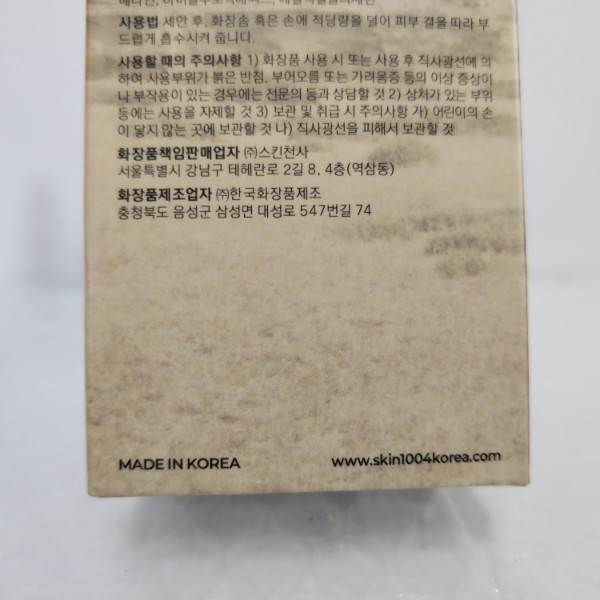 사용법 세안 후, 화장솜 혹은 손에 적당량을 덜어 피부 결을 따라 부
드럽게 흡수시켜 줍니다.
사용할 때의 주의사항 1) 화장품 사용 시 또는 사용 후 직사광선에 의
하여 사용부위가 붉은 반점, 부어오름 또는 가려움증 등의 이상 증상이
나 부작용이 있는 경우에는 전문의 등과 상담할 것 2) 상처가 있는 부위
등에는 사용을 자제할 것 3) 보관 및 취급 시 주의사항 가) 어린이의 손
이 닿지 않는 곳에 보관할 것 나) 직사광선을 피해서 보관할 것
화장품책임판매업자 ㈜스킨천사
서울특별시 강남구 테헤란로 2길 8, 4층(역삼동)
화장품제조업자 ㈜한국화장품제조
충청북도 음성군 삼성면 대성로 547번길 74
MADE IN KOREA
www.skin1004korea.com